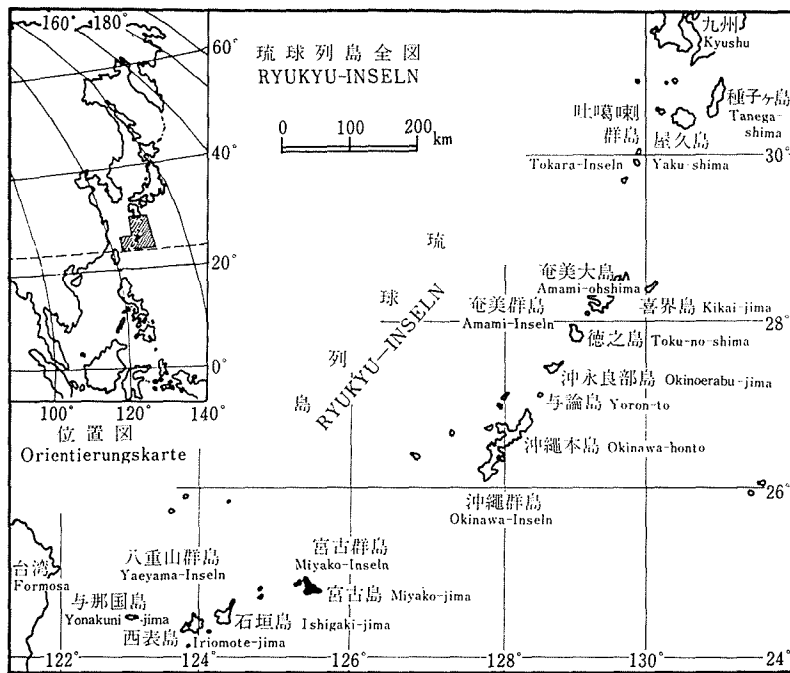 160° 180°
60°
40°
20°
0°
100° 120° 140°
位置図
Orientierungskarte
琉球列島全図
RYUKYU-INSELN
0 100 200
km
九州
Kyushu
種子ヶ島
Tanega-
shima
吐噶喇
群島
Tokara-Inseln
屋久島
Yaku-shima
30°
琉
球
列
島
RYUKYU-INSELN
奄美大島
Amami-ohshima
奄美群島
Amami-Inseln
喜界島 Kikai-jima
28°
徳之島 Toku-no-shima
沖永良部島 Okinoerabu-jima
与論島 Yoron-to
沖縄本島 Okinawa-honto
26°
沖縄群島
Okinawa-Inseln
宮古群島
Miyako-Inseln
宮古島 Miyako-jima
八重山群島
Yaeyama-Inseln
台湾
Formosa
与那国島
Yonakuni-jima
石垣島 Ishigaki-jima
西表島 Iriomote-jima
122° 124° 126° 128° 130° 24°